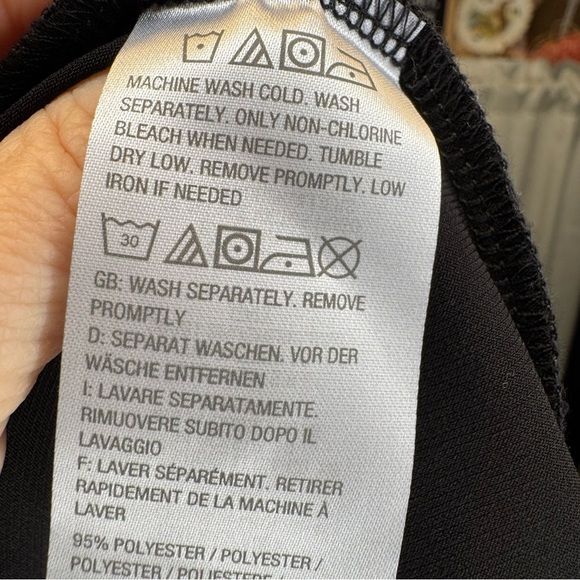 MACHINE WASH COLD. WASH
SEPARATELY. ONLY NON-CHLORINE
BLEACH WHEN NEEDED. TUMBLE
DRY LOW. REMOVE PROMPTLY. LOW
IRON IF NEEDED
30
GB: WASH SEPARATELY. REMOVE
PROMPTLY
D: SEPARAT WASCHEN. VOR DER
WÄSCHE ENTFERNEN
I: LAVARE SEPARATAMENTE.
RIMUOVERE SUBITO DOPO IL
LAVAGGIO
F: LAVER SÉPARÉMENT. RETIRER
RAPIDEMENT DE LA MACHINE À
LAVER
95% POLYESTER / POLYESTER /
POLYESTER / POLIESTERE